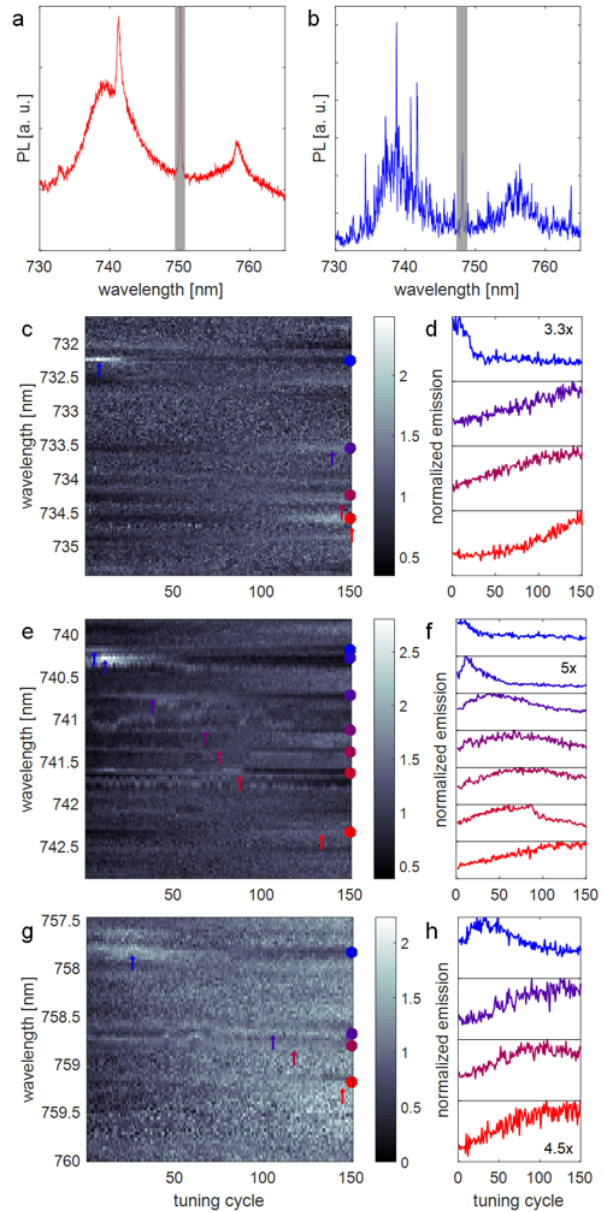 a
PL [a. u.]
730 740 750 760
wavelength [nm]
b
PL [a. u.]
730 740 750 760
wavelength [nm]
c
wavelength [nm]
732
732.5
733
733.5
734
734.5
735
50 100 150
2
1.5
1
0.5
d
normalized emission
3.3x
0 50 100 150
e
wavelength [nm]
740
740.5
741
741.5
742
742.5
50 100 150
2.5
2
1.5
1
0.5
f
normalized emission
5x
0 50 100 150
g
wavelength [nm]
757.5
758
758.5
759
759.5
760
50 100 150
tuning cycle
2
1.5
1
0.5
0
h
normalized emission
4.5x
0 50 100 150
tuning cycle